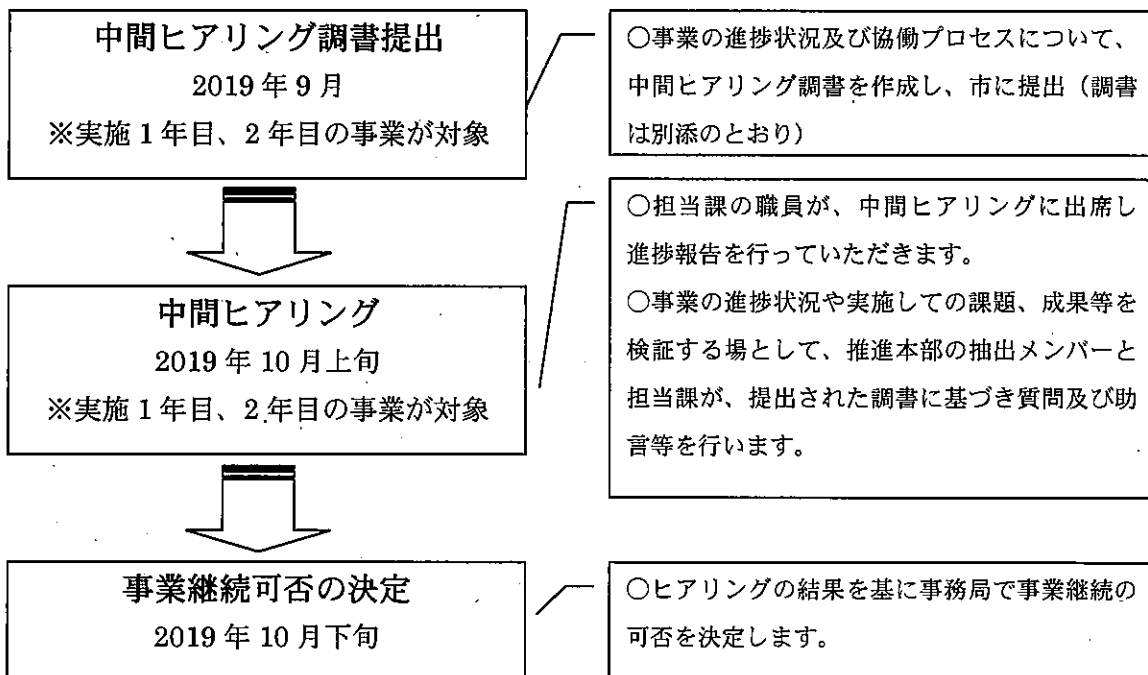 中間ヒアリング調書提出
2019年9月
※実施1年目、2年目の事業が対象
○事業の進捗状況及び協働プロセスについて、
中間ヒアリング調書を作成し、市に提出（調書
は別添のとおり）
中間ヒアリング
2019年10月上旬
※実施1年目、2年目の事業が対象
○担当課の職員が、中間ヒアリングに出席し
進捗報告を行っていただきます。
○事業の進捗状況や実施しての課題、成果等を
検証する場として、推進本部の抽出メンバーと
担当課が、提出された調書に基づき質問及び助
言等を行います。
事業継続可否の決定
2019年10月下旬
○ヒアリングの結果を基に事務局で事業継続の
可否を決定します。